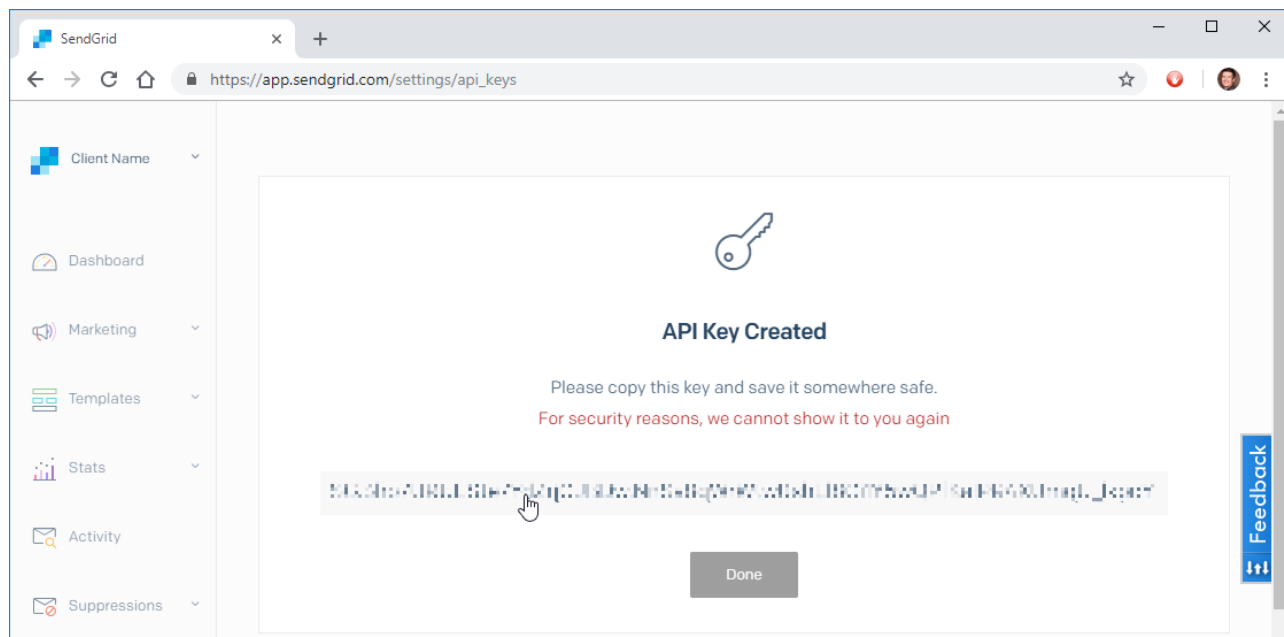 SendGrid
https://app.sendgrid.com/settings/api_keys
Client Name
Dashboard
Marketing
Templates
Stats
Activity
Suppressions
API Key Created
Please copy this key and save it somewhere safe.
For security reasons, we cannot show it to you again
Done
Feedback